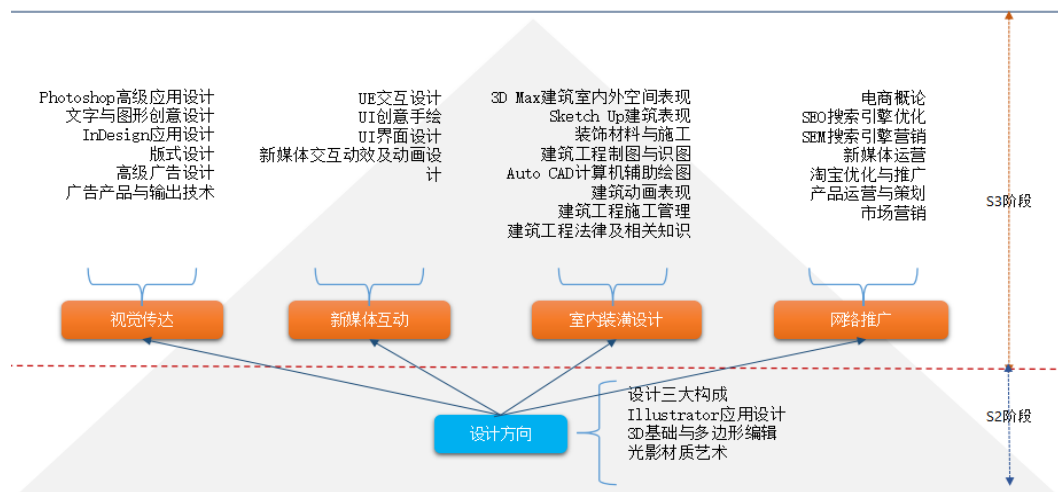 Photoshop高级应用设计
文字与图形创意设计
InDesign应用设计
版式设计
高级广告设计
广告产品与输出技术
UE交互设计
UI创意手绘
UI界面设计
新媒体交互动效及动画设
计
3D Max建筑室内外空间表现
Sketch Up建筑表现
装饰材料与施工
建筑工程制图与识图
Auto CAD计算机辅助绘图
建筑动画表现
建筑工程施工管理
建筑工程法律及相关知识
电商概论
SEO搜索引擎优化
SEM搜索引擎营销
新媒体运营
淘宝优化与推广
产品运营与策划
市场营销
S3阶段
视觉传达
新媒体互动
室内装潢设计
网络推广
设计方向
设计三大构成
Illustrator应用设计
3D基础与多边形编辑
光影材质艺术
S2阶段